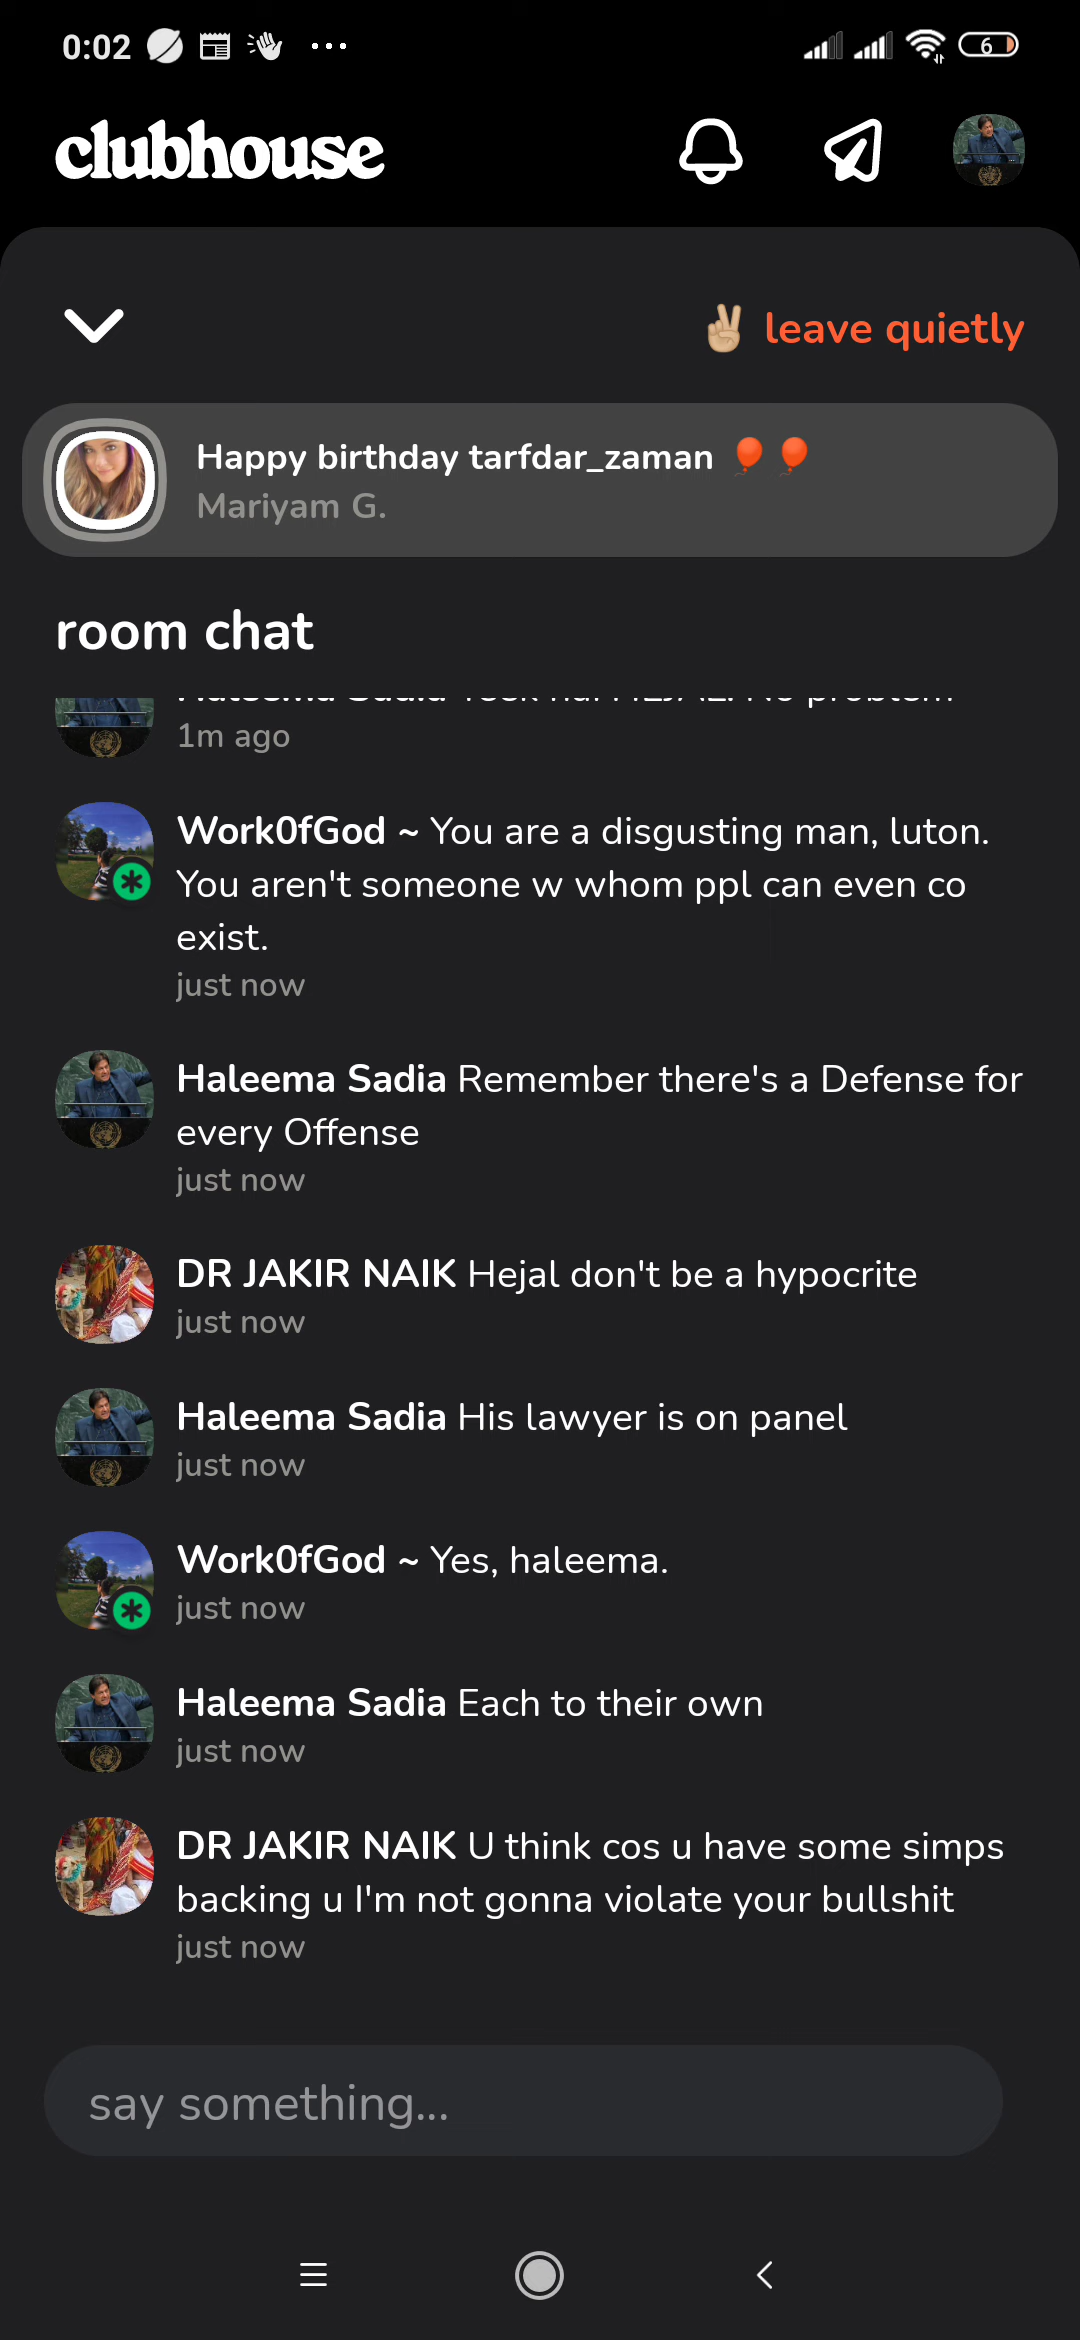 0:02
6
clubhouse
leave quietly
Happy birthday tarfdar_zaman
Mariyam G.
room chat
No problem
1m ago
Work0fGod ~ You are a disgusting man, luton.
You aren't someone w whom ppl can even co
exist.
just now
Haleema Sadia Remember there's a Defense for
every Offense
just now
DR JAKIR NAIK Hejal don't be a hypocrite
just now
Haleema Sadia His lawyer is on panel
just now
Work0fGod ~ Yes, haleema.
just now
Haleema Sadia Each to their own
just now
DR JAKIR NAIK U think cos u have some simps
backing u I'm not gonna violate your bullshit
just now
say something...